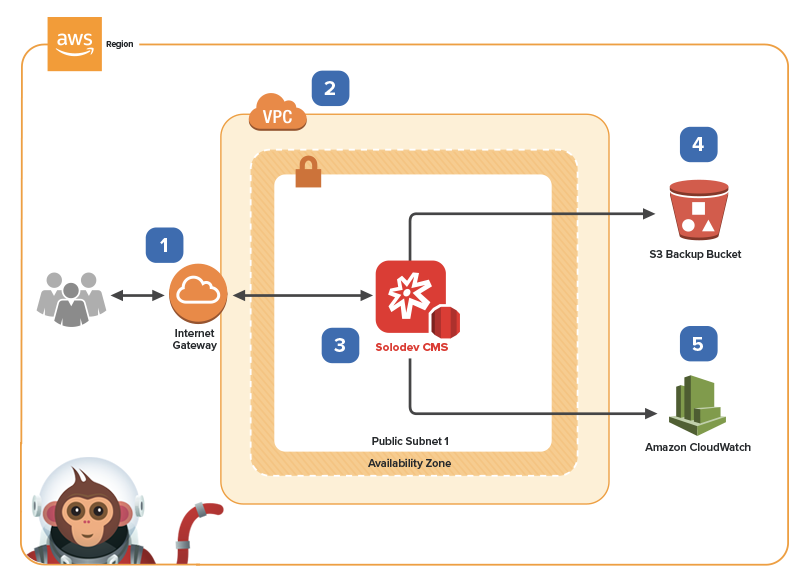 aws
Region
2
VPC
4
S3 Backup Bucket
1
Internet
Gateway
3
Solodev CMS
5
Amazon CloudWatch
Public Subnet 1
Availability Zone